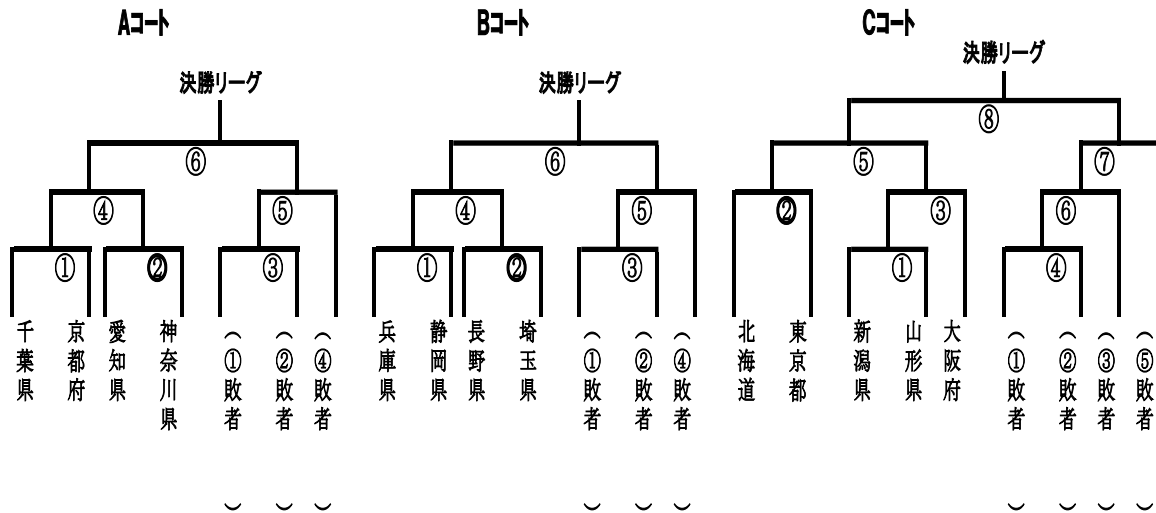 Aコート
Bコート
Cコート
決勝リーグ
決勝リーグ
決勝リーグ
⑧
⑥
⑥
⑤
⑦
④
⑤
④
⑤
②
③
⑥
①
②
③
①
②
③
①
④
千葉県
京都府
愛知県
神奈川県
(①敗者)
(②敗者)
(④敗者)
兵庫県
静岡県
長野県
埼玉県
(①敗者)
(②敗者)
(④敗者)
北海道
東京都
新潟県
山形県
大阪府
(①敗者)
(②敗者)
(③敗者)
(⑤敗者)